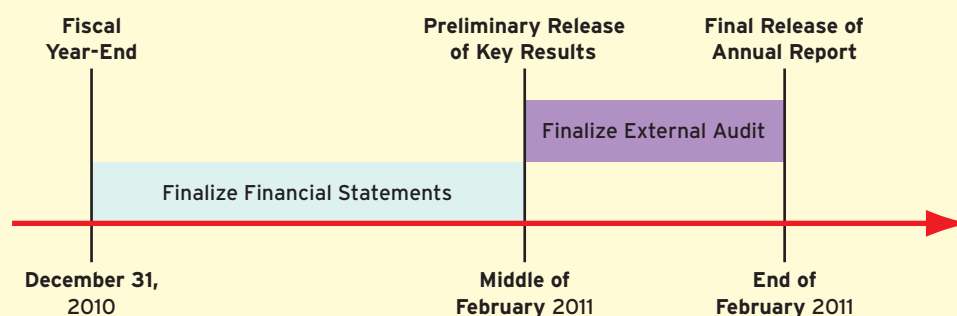 Fiscal
Year-End
Preliminary Release
of Key Results
Final Release of
Annual Report
Finalize External Audit
Finalize Financial Statements
December 31,
2010
Middle of
February 2011
End of
February 2011